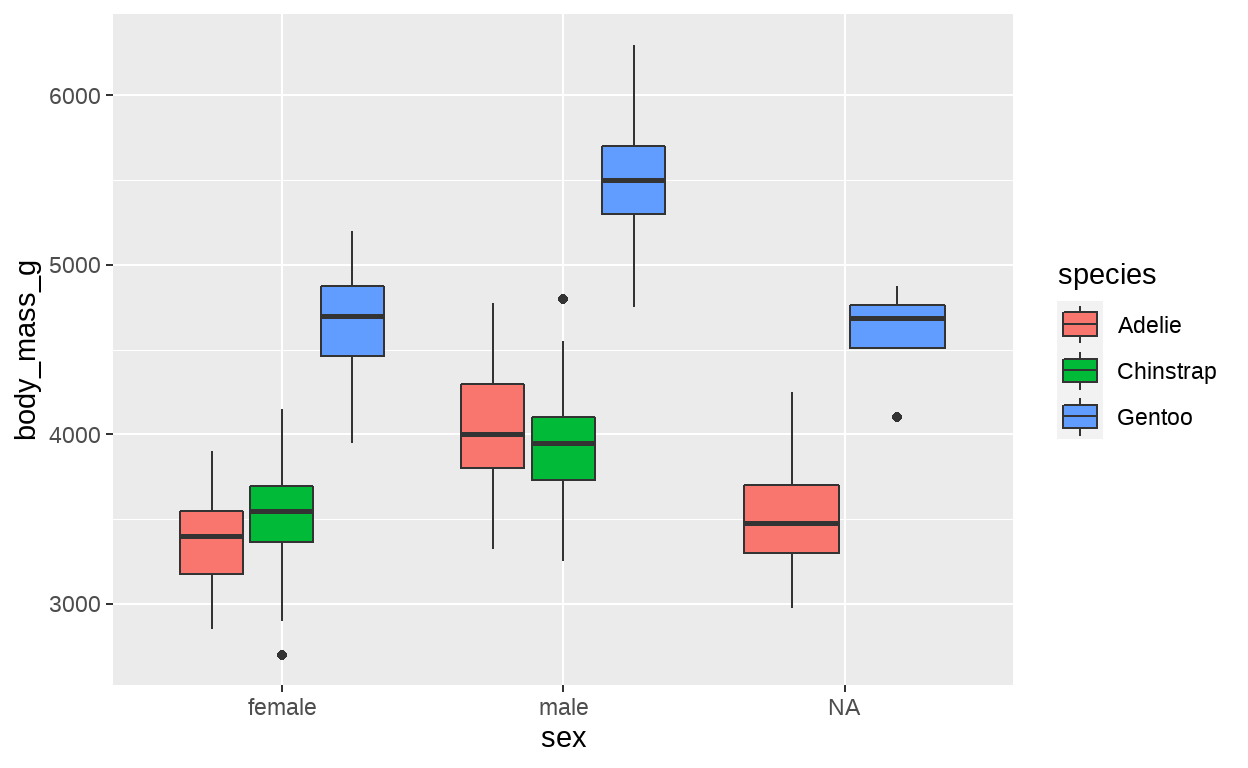 body_mass_g
6000
5000
4000
3000
female
male
NA
sex
species
Adelie
Chinstrap
Gentoo